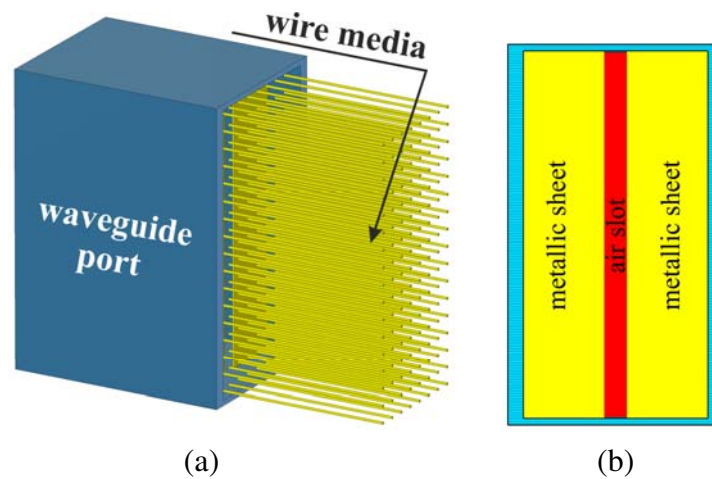 wire media
waveguide
port
metallic sheet
air slot
metallic sheet
(a)
(b)